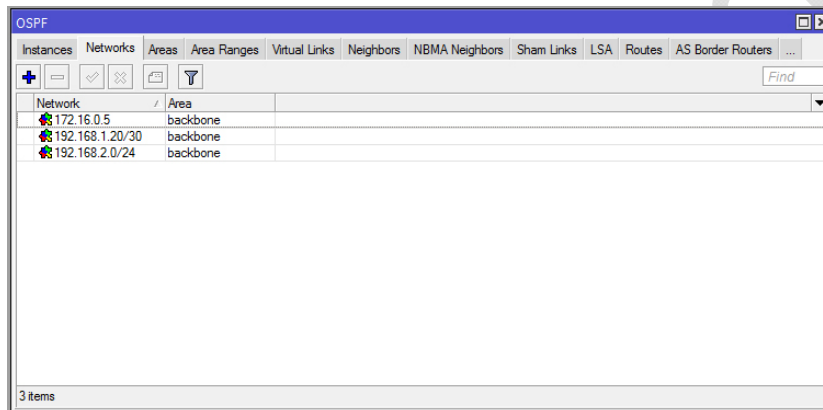 OSPF
Instances Networks Areas Area Ranges Virtual Links Neighbors NBMA Neighbors Sham Links LSA Routes AS Border Routers ...
Find
Network / Area
172.16.0.5 backbone
192.168.1.20/30 backbone
192.168.2.0/24 backbone
3 items